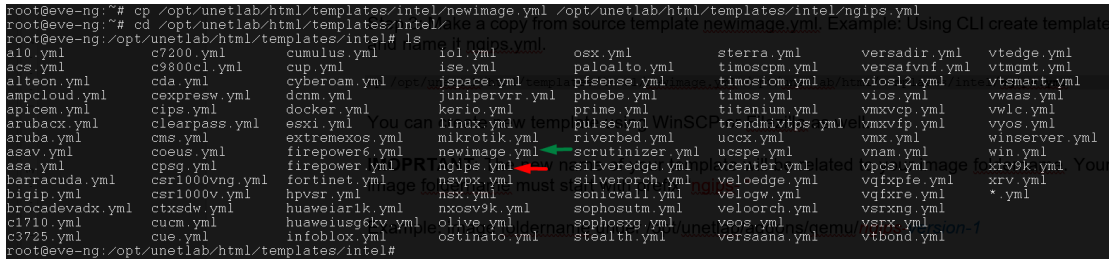 root@eve-ng:~# cp /opt/unetlab/html/templates/intel/newimage.yml /opt/unetlab/html/templates/intel/ngips.yml
root@eve-ng:~# cd /opt/unetlab/html/templates/intel/
root@eve-ng:/opt/unetlab/html/templates/intel# ls
a10.yml c7200.yml cumulus.yml iol.yml osx.yml sterra.yml versadir.yml vtedge.yml
acs.yml c9800cl.yml cup.yml ise.yml paloalto.yml timoscpm.yml versafvnf.yml vtmgmt.yml
alteon.yml cda.yml cyberoam.yml jspace.yml pfsense.yml timosiom.yml viosl2.yml vtsmart.yml
ampcloud.yml cexpresw.yml dcnm.yml junipervrr.yml phoebe.yml timos.yml vios.yml vwaas.yml
apicem.yml cips.yml docker.yml kerio.yml prime.yml titanium.yml vmxvcp.yml vwlc.yml
arubacx.yml clearpass.yml esxi.yml linux.yml pulse.yml trendmivtps.yml vmxvfp.yml vyos.yml
aruba.yml cms.yml extremexos.yml mikrotik.yml riverbed.yml ucxx.yml vmx.yml winserver.yml
asav.yml coeus.yml firepower6.yml newimage.yml scrutinizer.yml ucspe.yml vnam.yml win.yml
asa.yml cpsg.yml firepower.yml ngips.yml silveredger.yml vcenter.yml vpcs.yml xrv9k.yml
barracuda.yml csr1000vng.yml fortinet.yml nsvpx.yml silverorch.yml veloedge.yml vqfxpfe.yml xrv.yml
bigip.yml csr1000v.yml hpvsr.yml nsx.yml sonicwall.yml velogw.yml vqfxre.yml *.yml
brocadevadx.yml ctxsdw.yml huaweiar1k.yml nxosv9k.yml sophosutm.yml veloorch.yml vsrxng.yml
c1710.yml cucm.yml huaweiusg6kv.yml olive.yml sophosxg.yml veos.yml vsrx.yml
c3725.yml cue.yml infoblox.yml ostinato.yml stealth.yml versaana.yml vtbond.yml
root@eve-ng:/opt/unetlab/html/templates/intel#